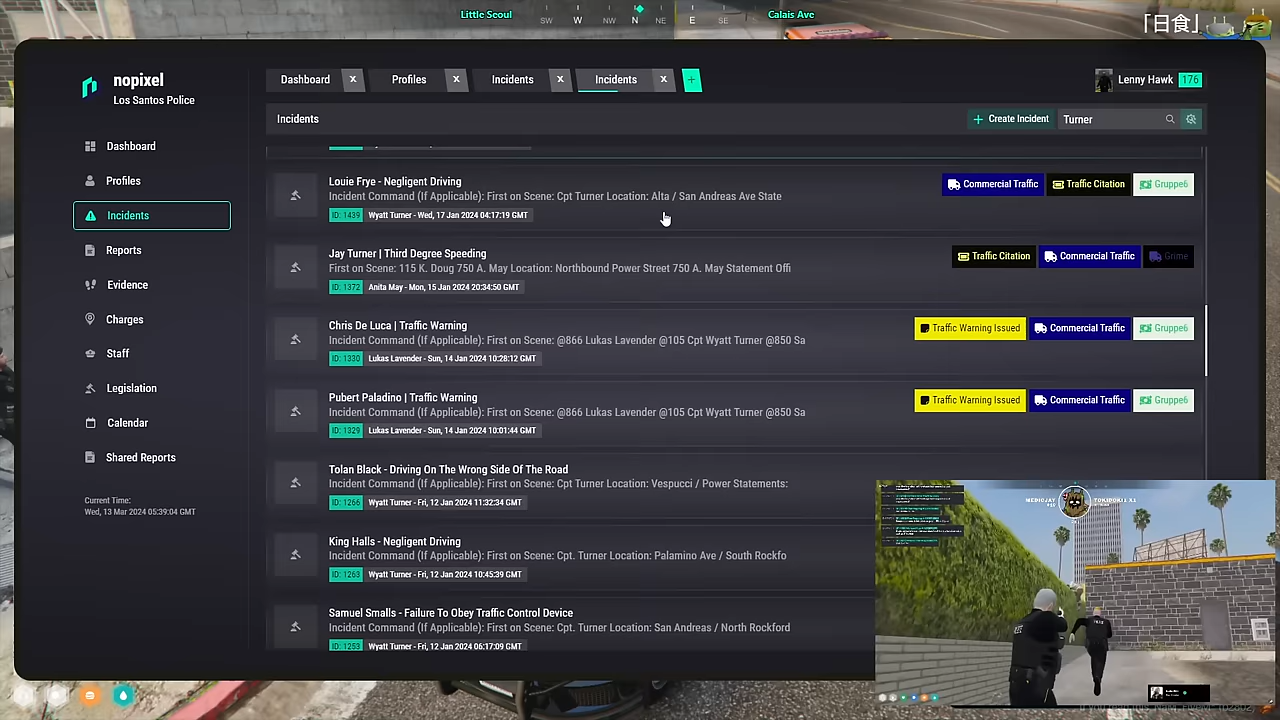 Little Seoul
SW W NW N NE E SE
Calais Ave
「日食」
nopixel
Los Santos Police
Dashboard
Profiles
Incidents
Incidents
Lenny Hawk 176
Incidents
Create Incident
Turner
Dashboard
Profiles
Incidents
Reports
Evidence
Charges
Staff
Legislation
Calendar
Shared Reports
Current Time:
Wed, 13 Mar 2024 05:39:04 GMT
Louie Frye - Negligent Driving
Incident Command (If Applicable): First on Scene: Cpt Turner Location: Alta / San Andreas Ave State
ID: 1439 Wyatt Turner - Wed, 17 Jan 2024 04:17:19 GMT
Commercial Traffic Traffic Citation Gruppe6
Jay Turner | Third Degree Speeding
First on Scene: 115 K. Doug 750 A. May Location: Northbound Power Street 750 A. May Statement Offi
ID: 1372 Anita May - Mon, 15 Jan 2024 20:34:50 GMT
Traffic Citation Commercial Traffic Grime
Chris De Luca | Traffic Warning
Incident Command (If Applicable): First on Scene: @866 Lukas Lavender @105 Cpt Wyatt Turner @850 Sa
ID: 1330 Lukas Lavender - Sun, 14 Jan 2024 10:28:12 GMT
Traffic Warning Issued Commercial Traffic Gruppe6
Pubert Paladino | Traffic Warning
Incident Command (If Applicable): First on Scene: @866 Lukas Lavender @105 Cpt Wyatt Turner @850 Sa
ID: 1329 Lukas Lavender - Sun, 14 Jan 2024 10:01:44 GMT
Traffic Warning Issued Commercial Traffic Gruppe6
Tolan Black - Driving On The Wrong Side Of The Road
Incident Command (If Applicable): First on Scene: Cpt Turner Location: Vespucci / Power Statements:
ID: 1266 Wyatt Turner - Fri, 12 Jan 2024 11:32:34 GMT
King Halls - Negligent Driving
Incident Command (If Applicable): First on Scene: Cpt. Turner Location: Palamino Ave / South Rockfo
ID: 1263 Wyatt Turner - Fri, 12 Jan 2024 10:45:39 GMT
Samuel Smalls - Failure To Obey Traffic Control Device
Incident Command (If Applicable): First on Scene: Cpt. Turner Location: San Andreas / North Rockford
Wyatt Turner - Fri, 12 Jan 2024